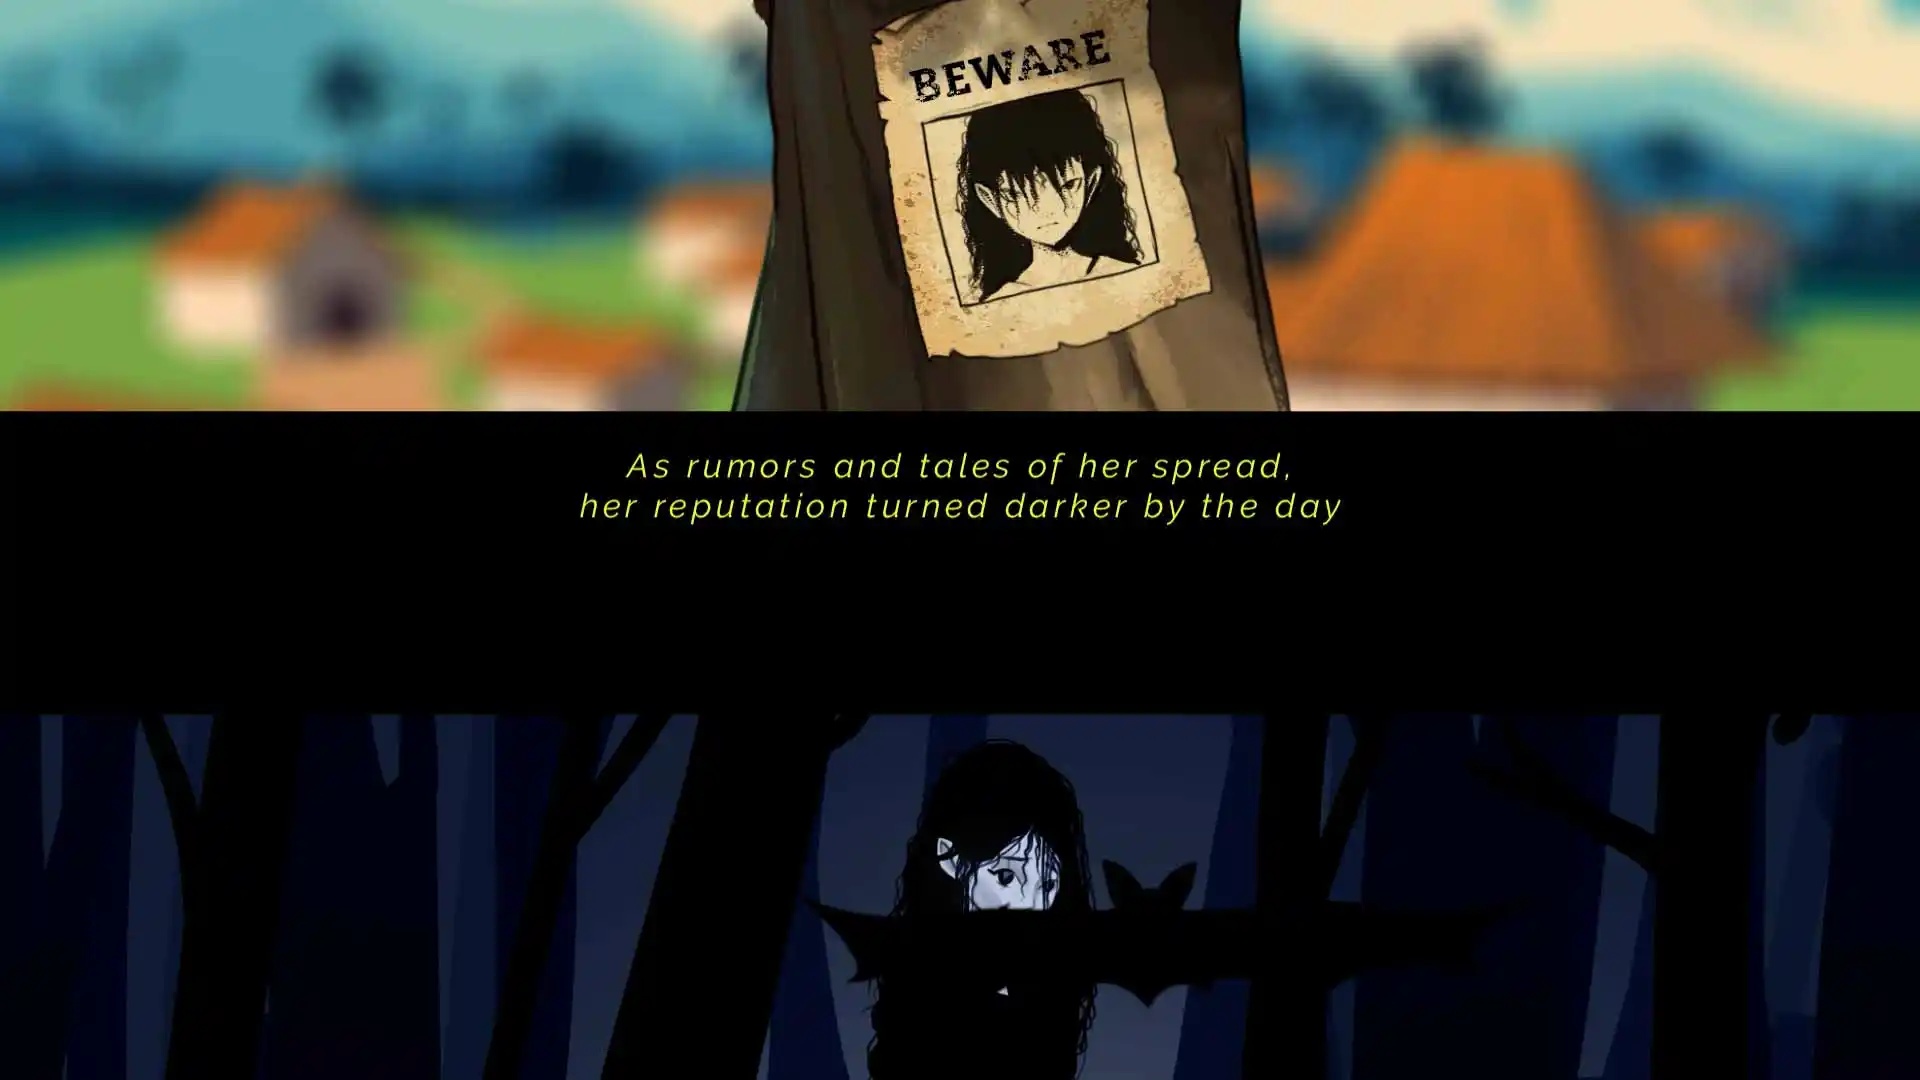 BEWARE
As rumors and tales of her spread,
her reputation turned darker by the day